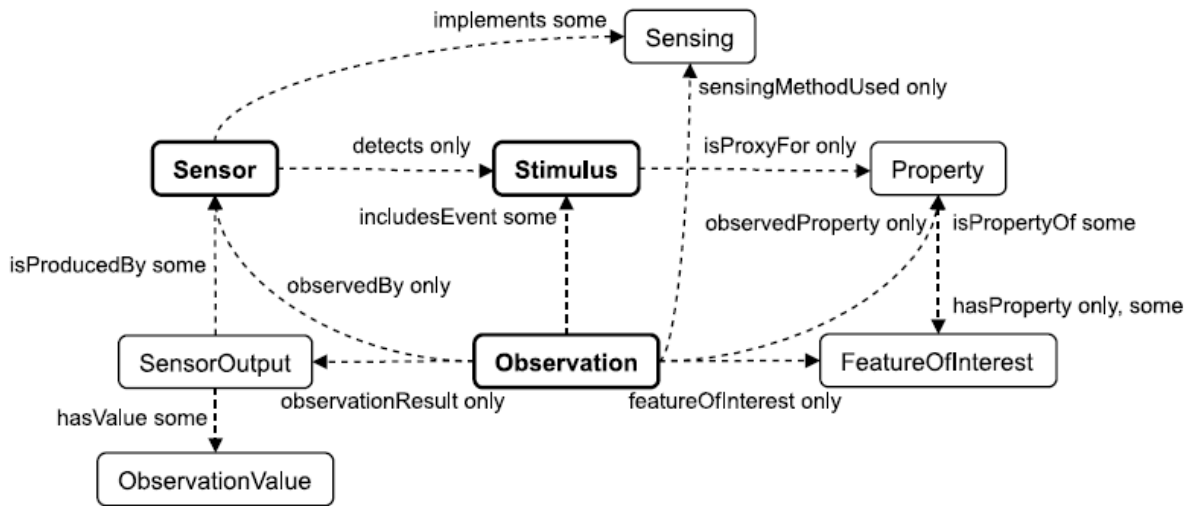 implements some
Sensing
sensingMethodUsed only
Sensor
detects only
Stimulus
isProxyFor only
Property
includesEvent some
observedProperty only
isPropertyOf some
isProducedBy some
observedBy only
hasProperty only, some
SensorOutput
Observation
FeatureOfInterest
observationResult only
featureOfInterest only
hasValue some
ObservationValue